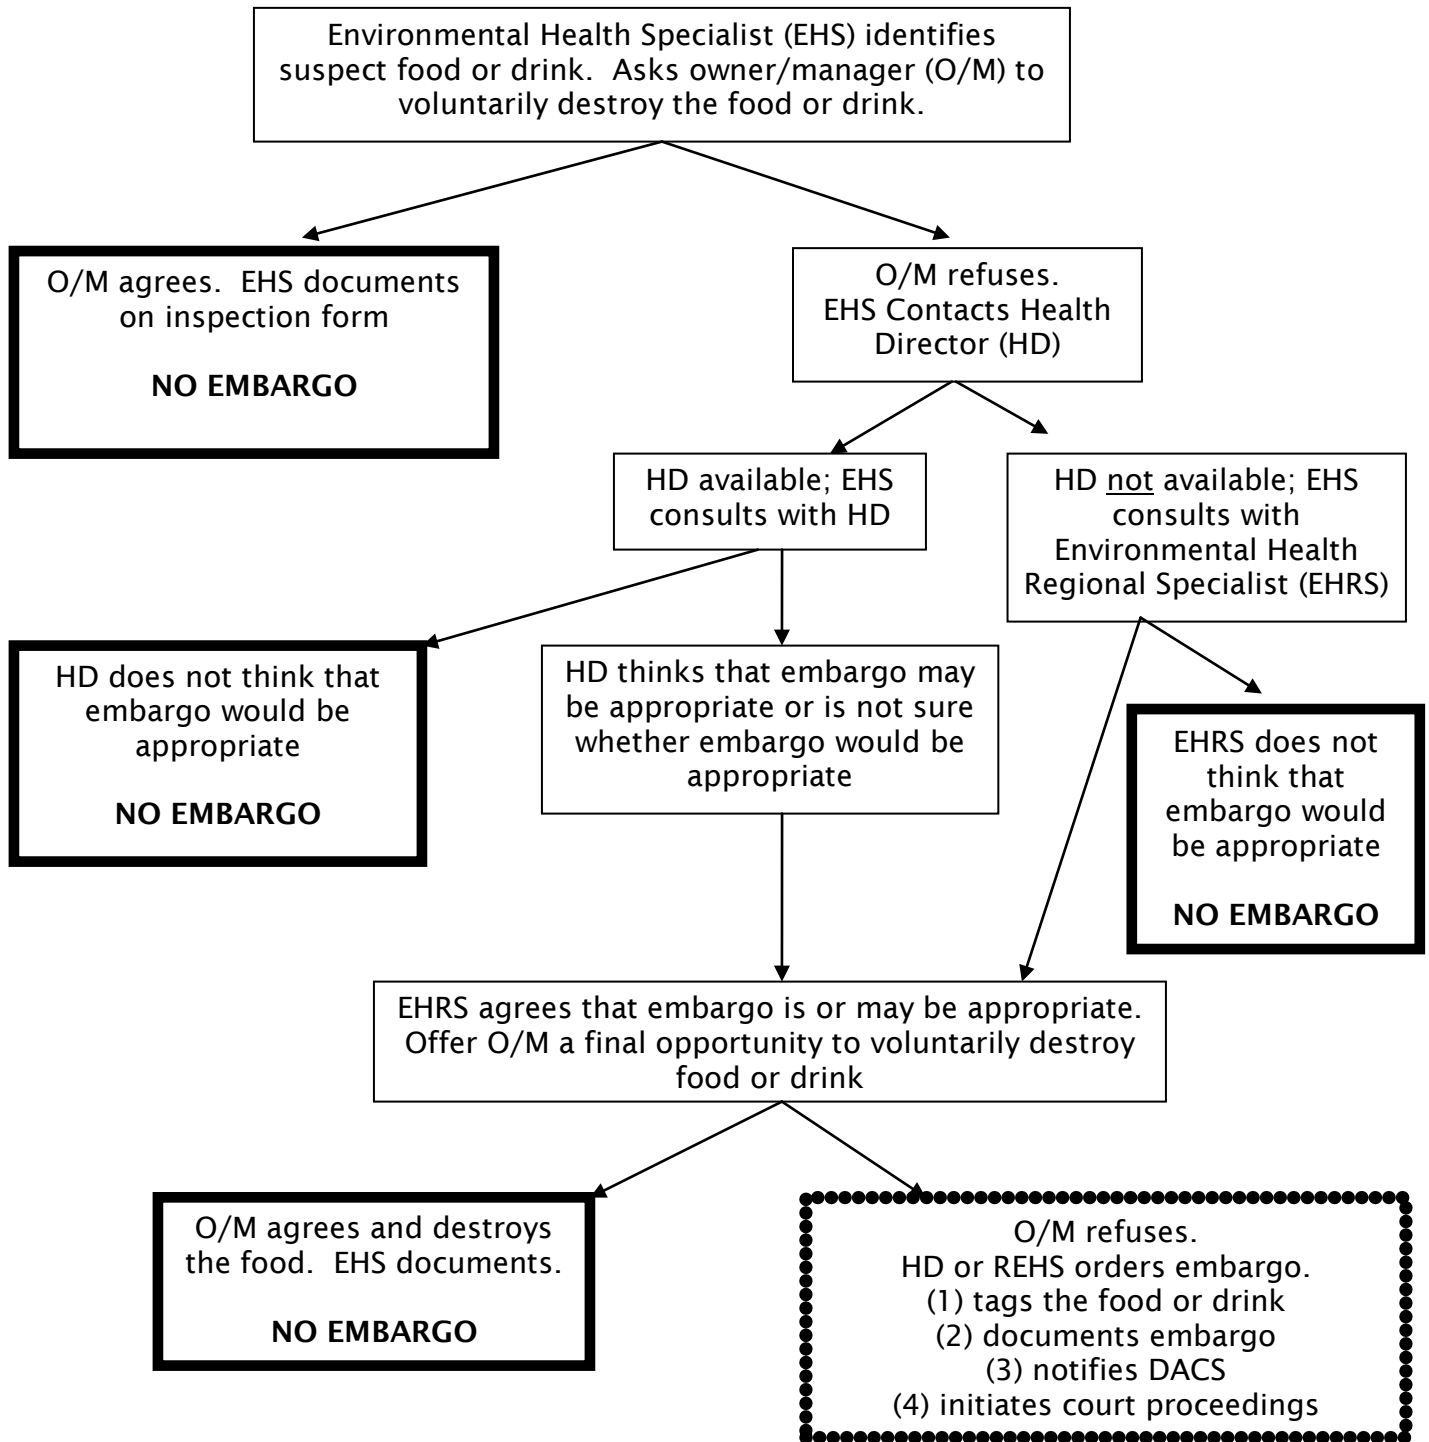 Environmental Health Specialist (EHS) identifies
suspect food or drink.  Asks owner/manager (O/M) to
voluntarily destroy the food or drink.
O/M agrees.  EHS documents
on inspection form
NO EMBARGO
O/M refuses.
EHS Contacts Health
Director (HD)
HD available; EHS
consults with HD
HD not available; EHS
consults with
Environmental Health
Regional Specialist (EHRS)
HD does not think that
embargo would be
appropriate
NO EMBARGO
HD thinks that embargo may
be appropriate or is not sure
whether embargo would be
appropriate
EHRS does not
think that
embargo would
be appropriate
NO EMBARGO
EHRS agrees that embargo is or may be appropriate.
Offer O/M a final opportunity to voluntarily destroy
food or drink
O/M agrees and destroys
the food.  EHS documents.
NO EMBARGO
O/M refuses.
HD or REHS orders embargo.
(1) tags the food or drink
(2) documents embargo
(3) notifies DACS
(4) initiates court proceedings